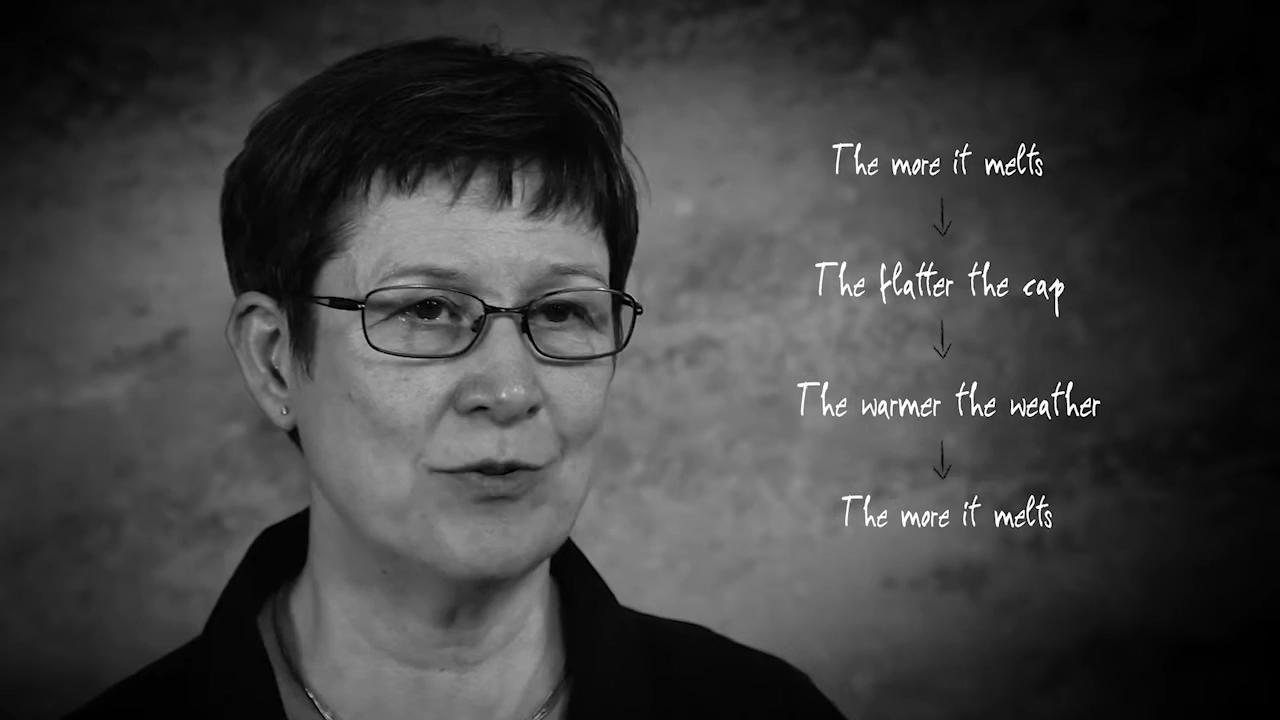 The more it melts
↓
The flatter the cap
↓
The warmer the weather
↓
The more it melts